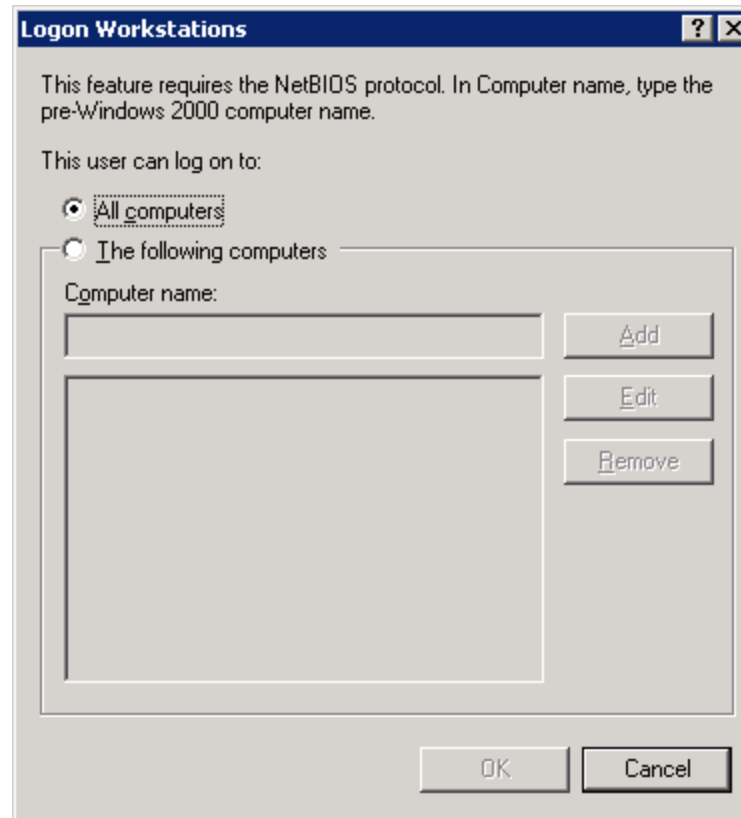 Logon Workstations
This feature requires the NetBIOS protocol. In Computer name, type the
pre-Windows 2000 computer name.
This user can log on to:
All computers
The following computers
Computer name:
Add
Edit
Remove
OK
Cancel